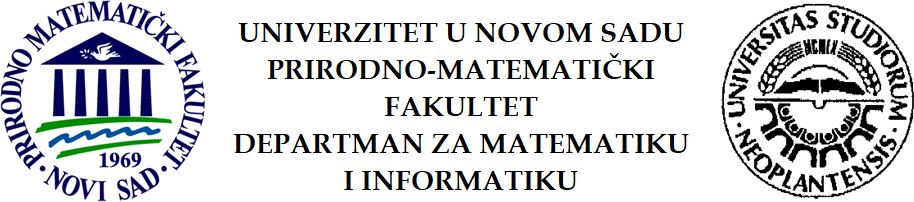 PRIRODNO MATEMATIČKI FAKULTET
· NOVI SAD ·
1969
UNIVERZITET U NOVOM SADU
PRIRODNO-MATEMATIČKI
FAKULTET
DEPARTMAN ZA MATEMATIKU
I INFORMATIKU
UNIVERSITAS STUDIORUM
· NEOPLANTENSIS ·
MCMLX